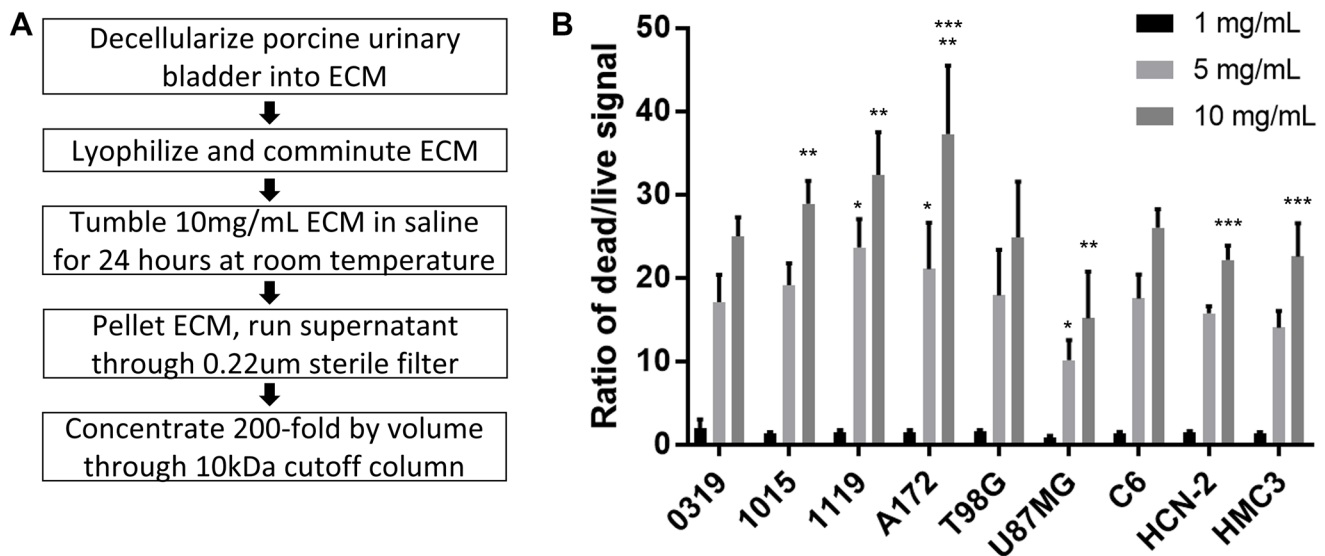 A
Decellularize porcine urinary
bladder into ECM
Lyophilize and comminute ECM
Tumble 10mg/mL ECM in saline
for 24 hours at room temperature
Pellet ECM, run supernatant
through 0.22um sterile filter
Concentrate 200-fold by volume
through 10kDa cutoff column
B
Ratio of dead/live signal
50
40
30
20
10
0
1 mg/mL
5 mg/mL
10 mg/mL
**
*
**
*
***
**
*
**
***
***
0319
1015
1119
A172
T98G
U87MG
C6
HCN-2
HMC3